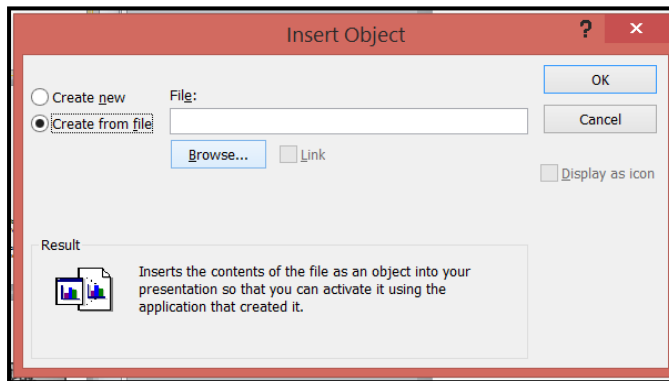 Insert Object
?
x
Create new
Create from file
File:
Browse...
Link
OK
Cancel
Display as icon
Result
Inserts the contents of the file as an object into your
presentation so that you can activate it using the
application that created it.